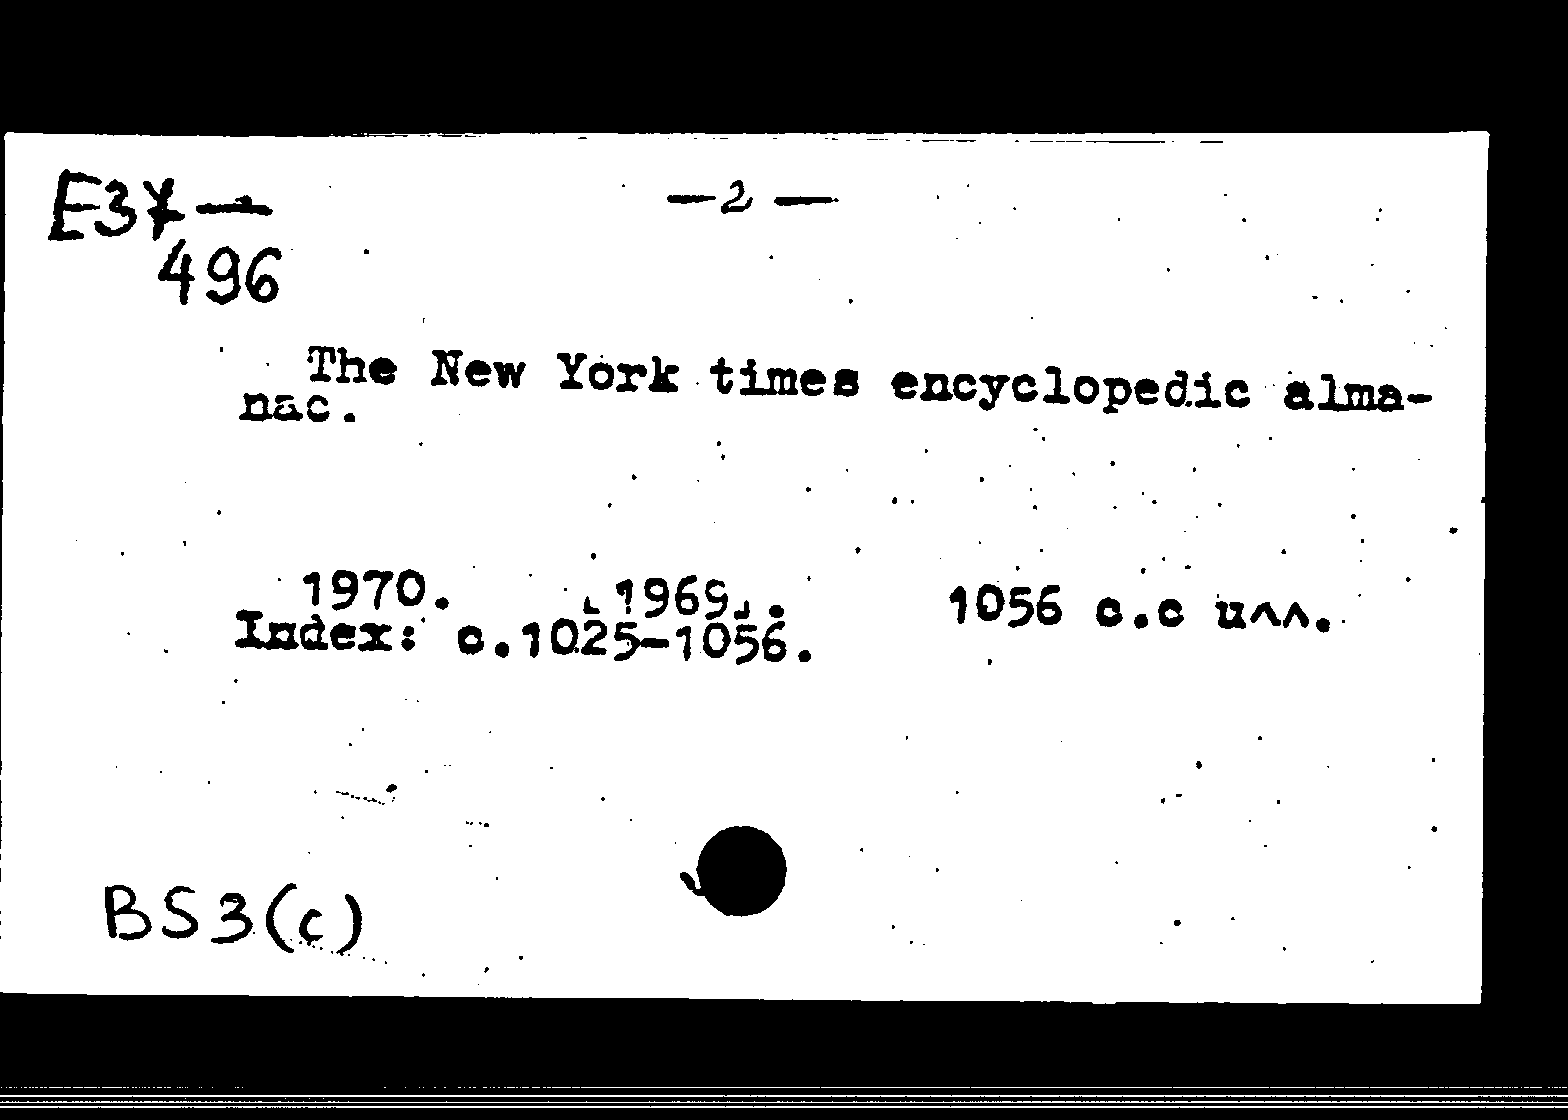 E37—
— 2 —
496
The New York times encyclopedic alma-
nac.
1970. [1969]. 1056 c.c илл.
Index: c.1025-1056.
BS3(c)